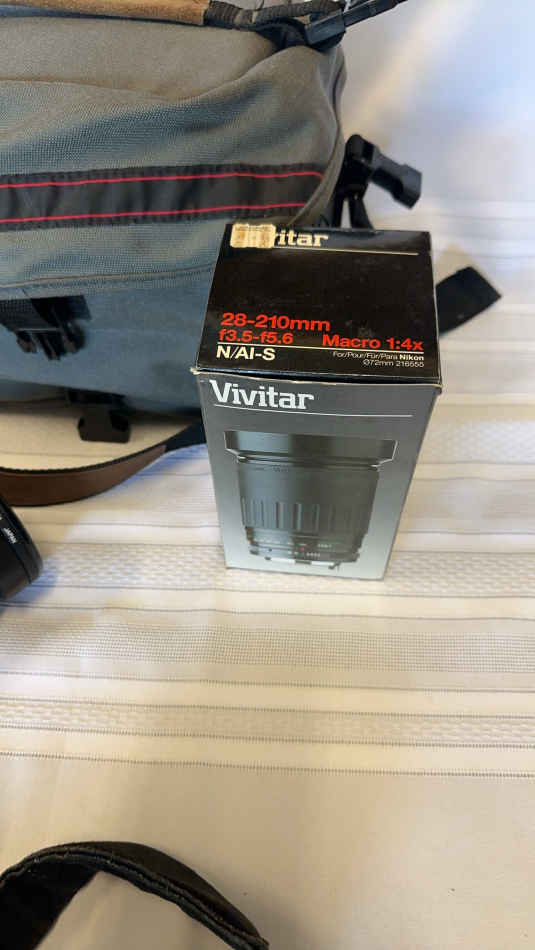 Vivitar
28-210mm
f3.5-f5.6 Macro 1:4x
N/AI-S
For/Pour/Für/Para Nikon
Ø72mm 216555
Vivitar